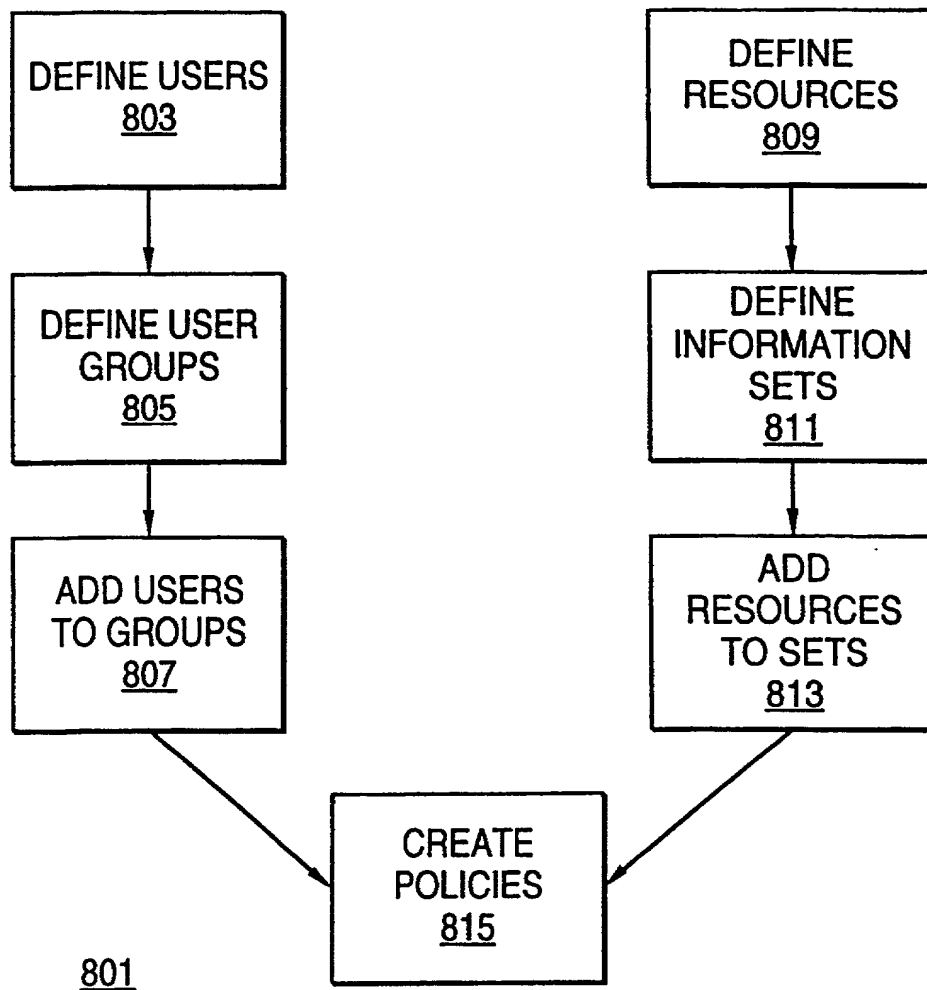 DEFINE USERS
803
DEFINE USER
GROUPS
805
ADD USERS
TO GROUPS
807
DEFINE
RESOURCES
809
DEFINE
INFORMATION
SETS
811
ADD
RESOURCES
TO SETS
813
CREATE
POLICIES
815
801